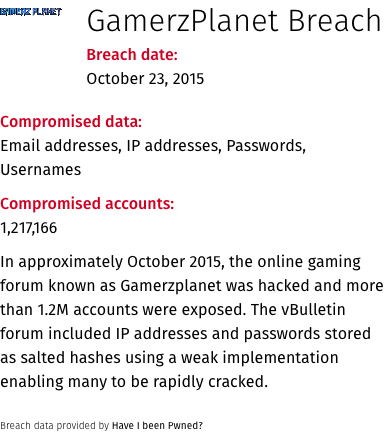 GAMERZ PLANET
GamerzPlanet Breach
Breach date:
October 23, 2015
Compromised data:
Email addresses, IP addresses, Passwords,
Usernames
Compromised accounts:
1,217,166
In approximately October 2015, the online gaming
forum known as Gamerzplanet was hacked and more
than 1.2M accounts were exposed. The vBulletin
forum included IP addresses and passwords stored
as salted hashes using a weak implementation
enabling many to be rapidly cracked.
Breach data provided by Have I been Pwned?